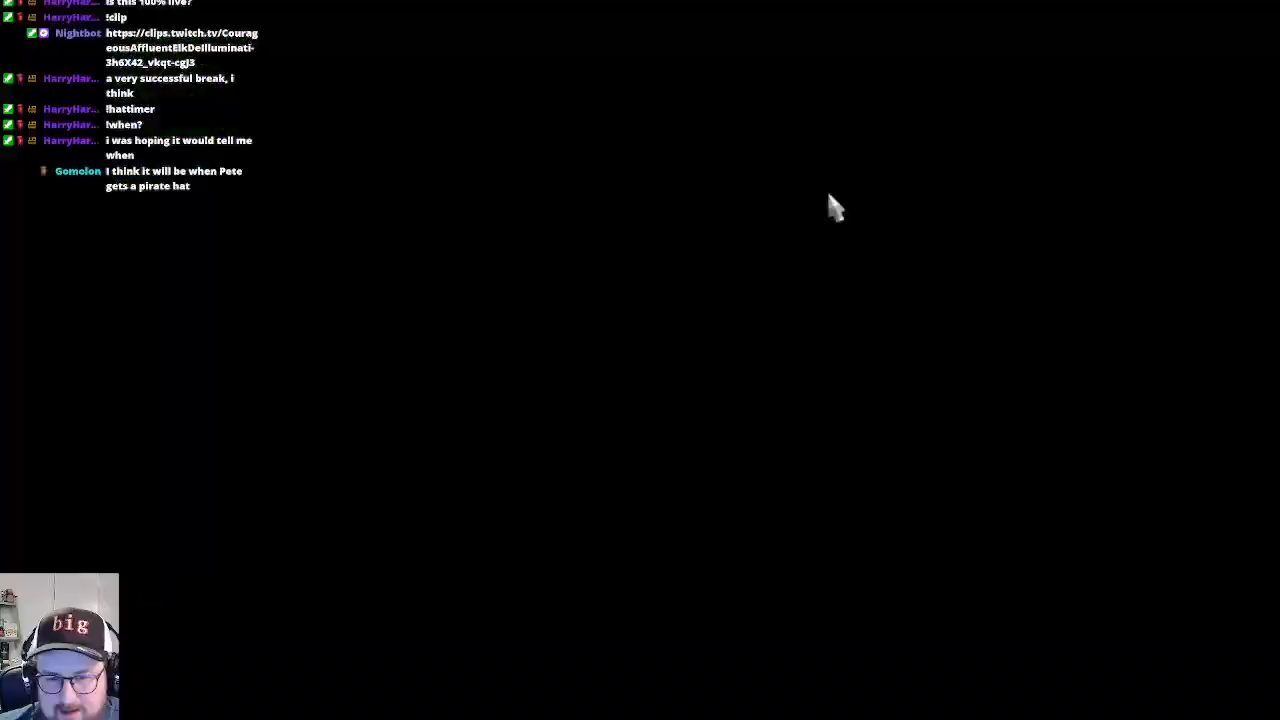 is this 100% live?
HarryHar... !clip
Nightbot https://clips.twitch.tv/Courag
eousAffluentElkDeIlluminati-
3h6X42_vkqt-cgJ3
HarryHar... a very successful break, i
think
HarryHar... !hattimer
HarryHar... !when?
HarryHar... i was hoping it would tell me
when
Gomolon I think it will be when Pete
gets a pirate hat
big